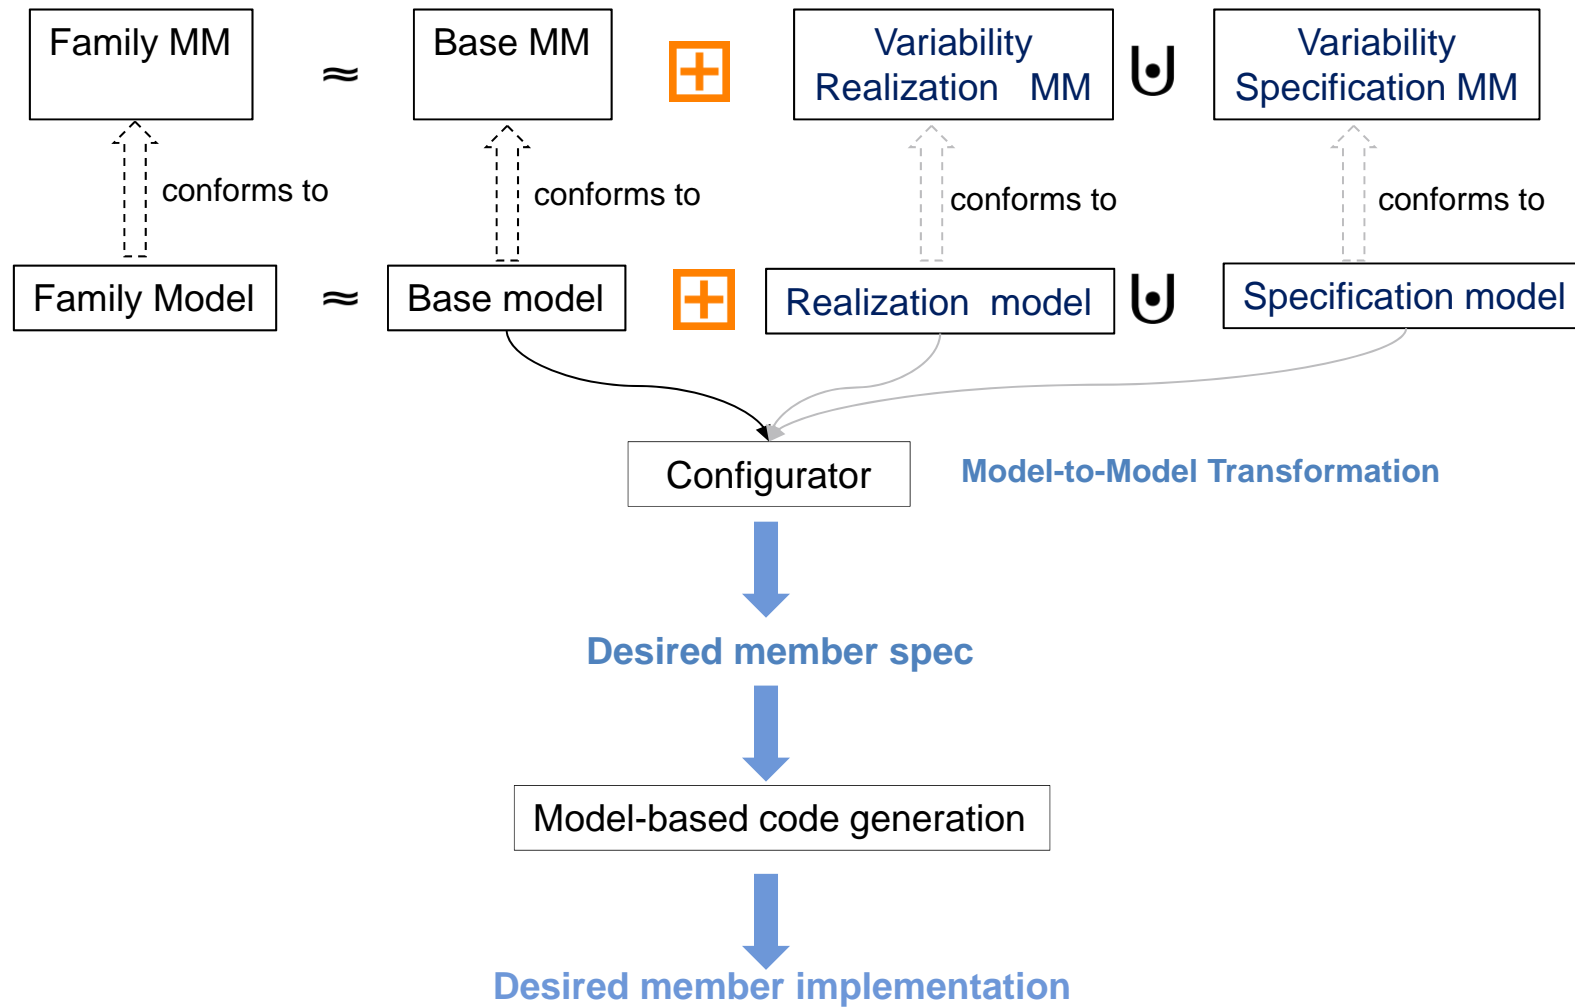 Family MM ≈ Base MM ⊞ Variability ⊍ Variability
Realization MM Specification MM
conforms to conforms to conforms to conforms to
Family Model ≈ Base model ⊞ Realization model ⊍ Specification model
Configurator Model-to-Model Transformation
Desired member spec
Model-based code generation
Desired member implementation